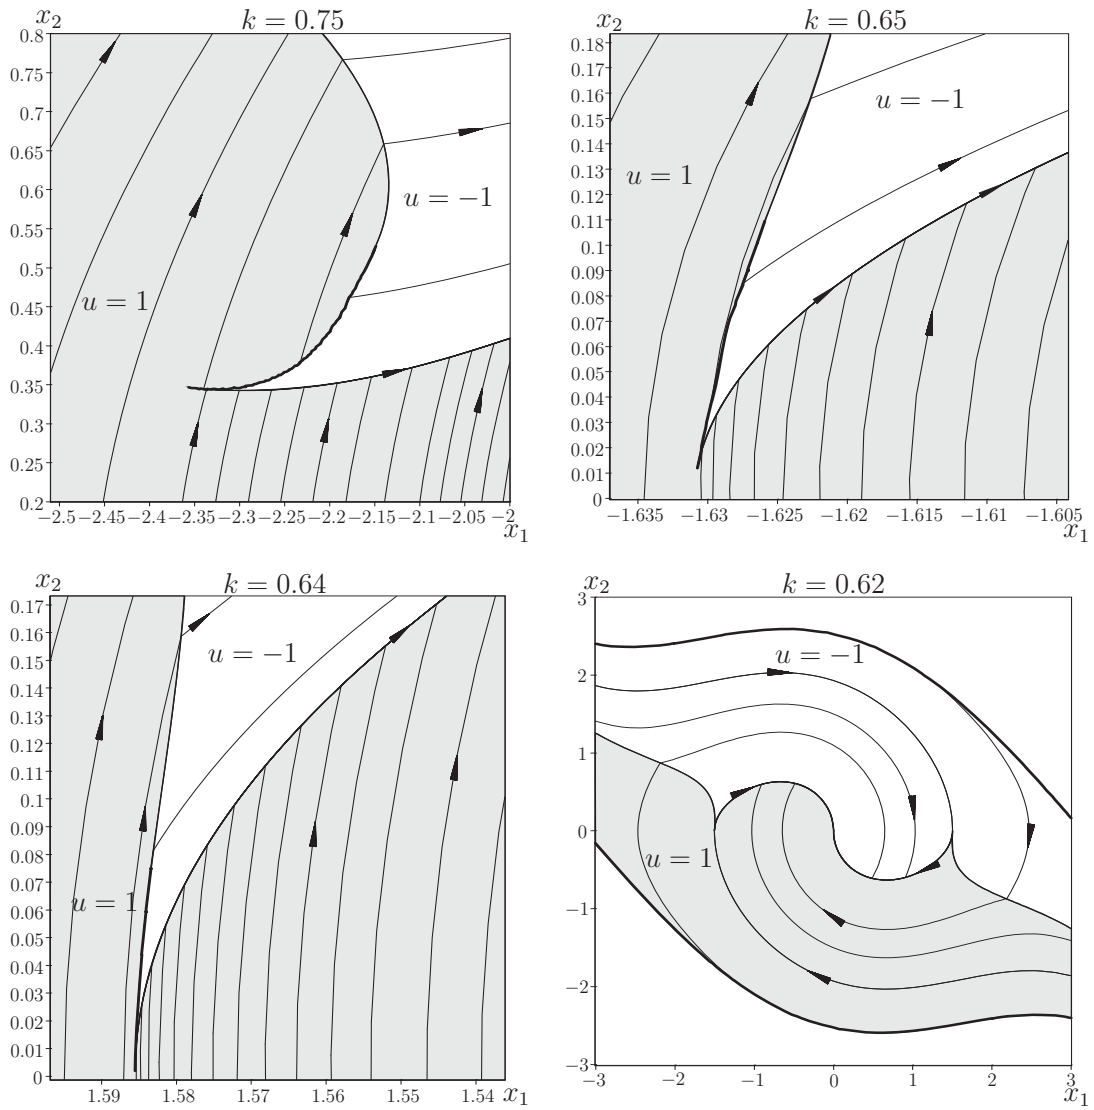 x₂
k = 0.75
0.8
0.75
0.7
0.65
0.6
0.55
0.5
0.45
0.4
0.35
0.3
0.25
0.2
u = −1
u = 1
−2.5 −2.45 −2.4 −2.35 −2.3 −2.25 −2.2 −2.15 −2.1 −2.05 −2
x₁
x₂
k = 0.65
0.18
0.17
0.16
0.15
0.14
0.13
0.12
0.11
0.1
0.09
0.08
0.07
0.06
0.05
0.04
0.03
0.02
0.01
0
u = −1
u = 1
−1.635 −1.63 −1.625 −1.62 −1.615 −1.61 −1.605
x₁
x₂
k = 0.64
0.17
0.16
0.15
0.14
0.13
0.12
0.11
0.1
0.09
0.08
0.07
0.06
0.05
0.04
0.03
0.02
0.01
0
u = −1
u = 1
1.59 1.58 1.57 1.56 1.55 1.54 x₁
x₂
k = 0.62
3
2
1
0
−1
−2
−3
u = −1
u = 1
−3 −2 −1 0 1 2 3
x₁